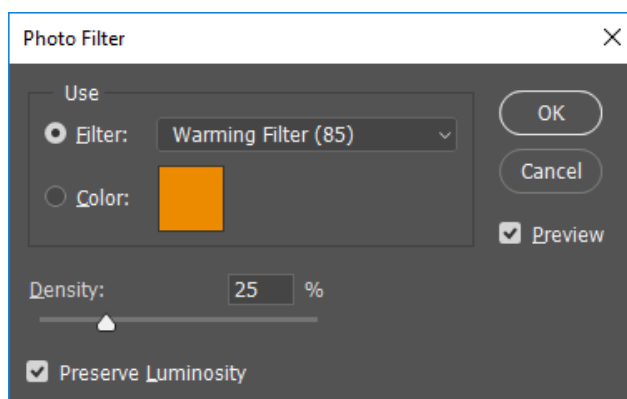 Photo Filter
Use
Filter: Warming Filter (85)
OK
Color:
Cancel
Preview
Density: 25 %
Preserve Luminosity